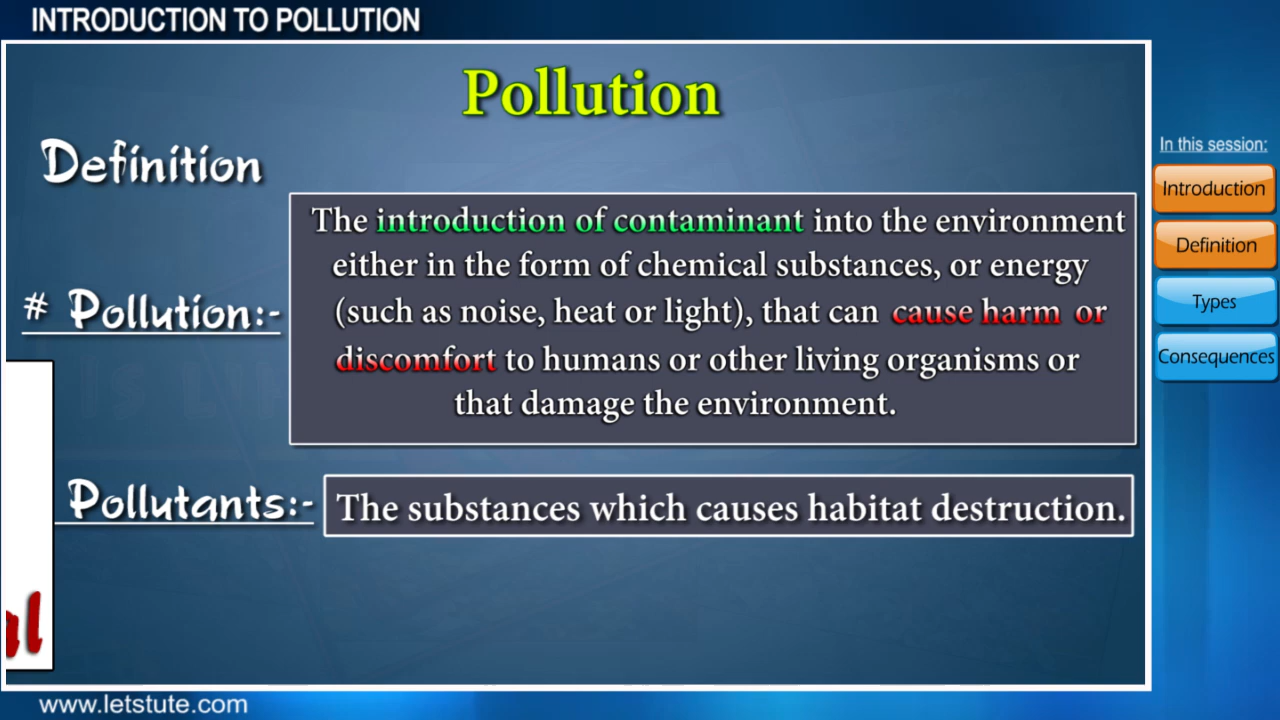 INTRODUCTION TO POLLUTION
Pollution
Definition
# Pollution:-
The introduction of contaminant into the environment
either in the form of chemical substances, or energy
(such as noise, heat or light), that can cause harm or
discomfort to humans or other living organisms or
that damage the environment.
Pollutants:-
The substances which causes habitat destruction.
In this session:
Introduction
Definition
Types
Consequences
www.letstute.com